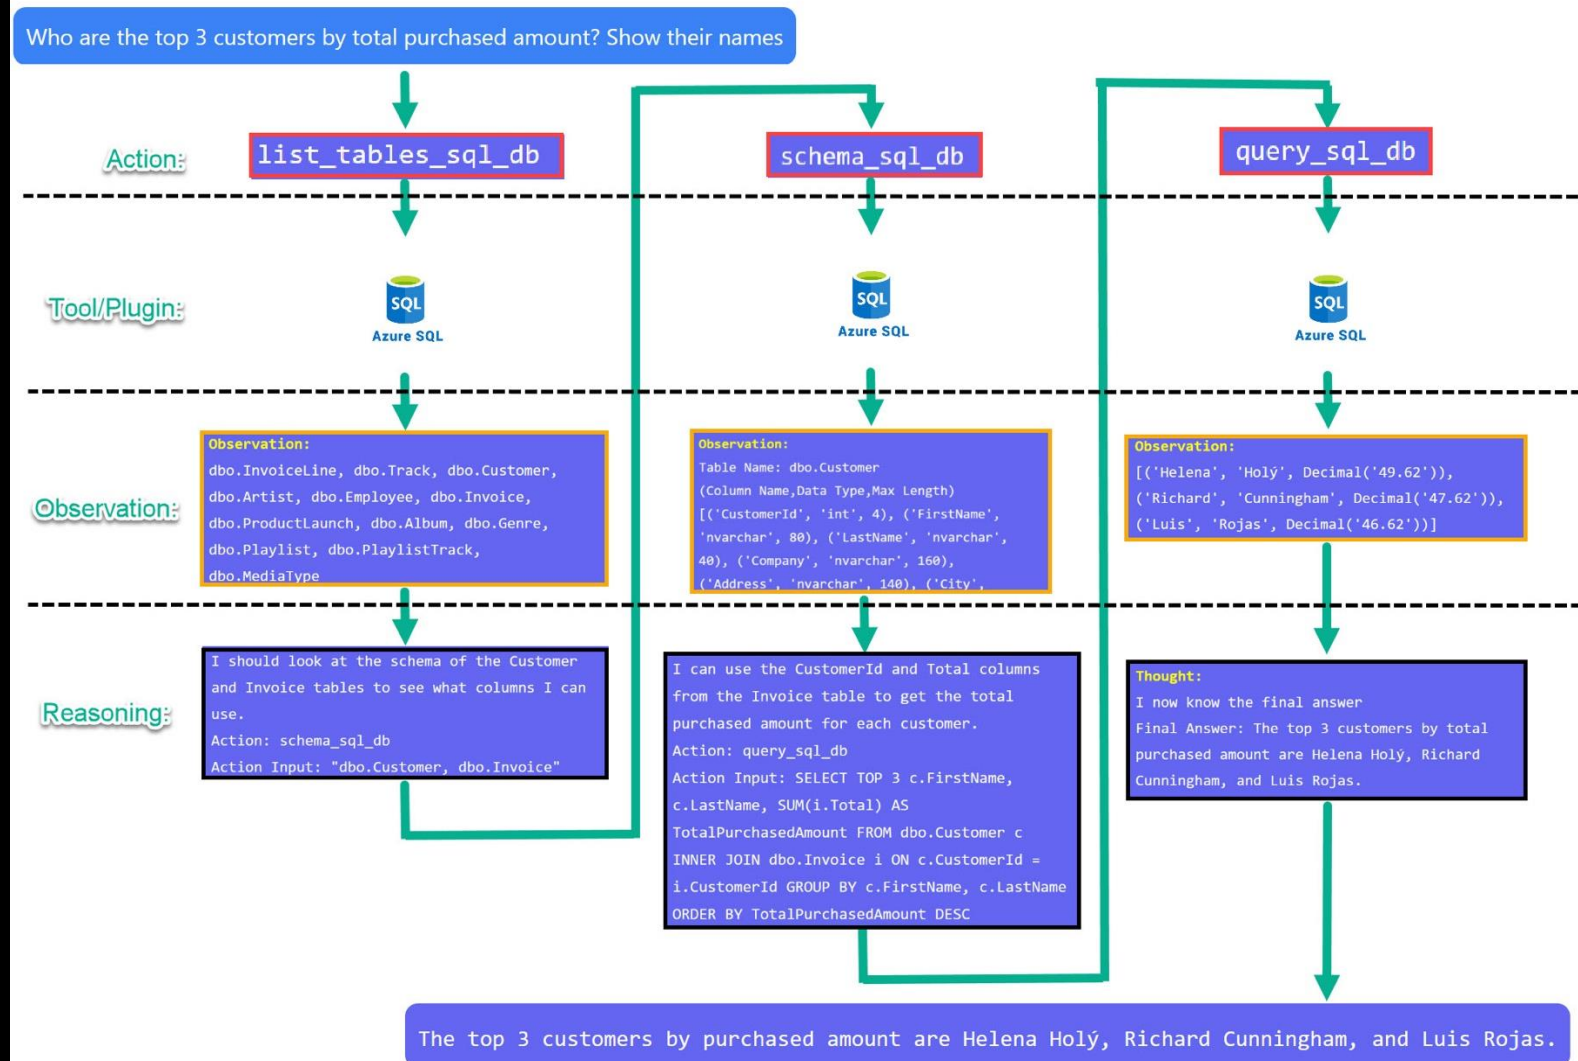 Who are the top 3 customers by total purchased amount? Show their names
Action:
list_tables_sql_db
schema_sql_db
query_sql_db
Tool/Plugin:
SQL
Azure SQL
SQL
Azure SQL
SQL
Azure SQL
Observation:
Observation:
dbo.InvoiceLine, dbo.Track, dbo.Customer,
dbo.Artist, dbo.Employee, dbo.Invoice,
dbo.ProductLaunch, dbo.Album, dbo.Genre,
dbo.Playlist, dbo.PlaylistTrack,
dbo.MediaType
Observation:
Table Name: dbo.Customer
(Column Name,Data Type,Max Length)
[('CustomerId', 'int', 4), ('FirstName',
'nvarchar', 80), ('LastName', 'nvarchar',
40), ('Company', 'nvarchar', 160),
('Address', 'nvarchar', 140), ('City',
Observation:
[('Helena', 'Holý', Decimal('49.62')),
('Richard', 'Cunningham', Decimal('47.62')),
('Luis', 'Rojas', Decimal('46.62'))]
Reasoning:
I should look at the schema of the Customer
and Invoice tables to see what columns I can
use.
Action: schema_sql_db
Action Input: "dbo.Customer, dbo.Invoice"
I can use the CustomerId and Total columns
from the Invoice table to get the total
purchased amount for each customer.
Action: query_sql_db
Action Input: SELECT TOP 3 c.FirstName,
c.LastName, SUM(i.Total) AS
TotalPurchasedAmount FROM dbo.Customer c
INNER JOIN dbo.Invoice i ON c.CustomerId =
i.CustomerId GROUP BY c.FirstName, c.LastName
ORDER BY TotalPurchasedAmount DESC
Thought:
I now know the final answer
Final Answer: The top 3 customers by total
purchased amount are Helena Holý, Richard
Cunningham, and Luis Rojas.
The top 3 customers by purchased amount are Helena Holý, Richard Cunningham, and Luis Rojas.